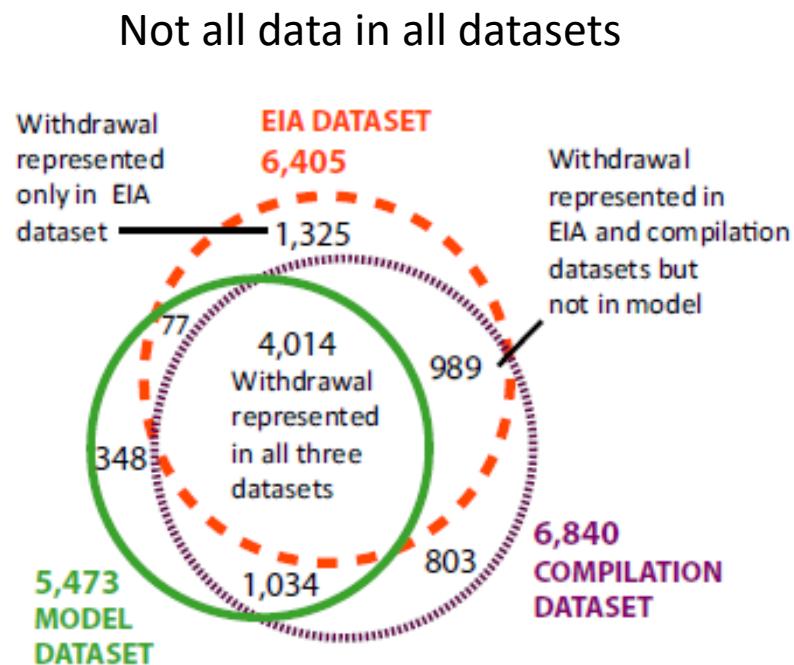 Not all data in all datasets
Withdrawal
represented
only in EIA
dataset
EIA DATASET
6,405
1,325
Withdrawal
represented in
EIA and compilation
datasets but
not in model
77
4,014
Withdrawal
represented
in all three
datasets
989
348
1,034
803
5,473
MODEL
DATASET
6,840
COMPILATION
DATASET